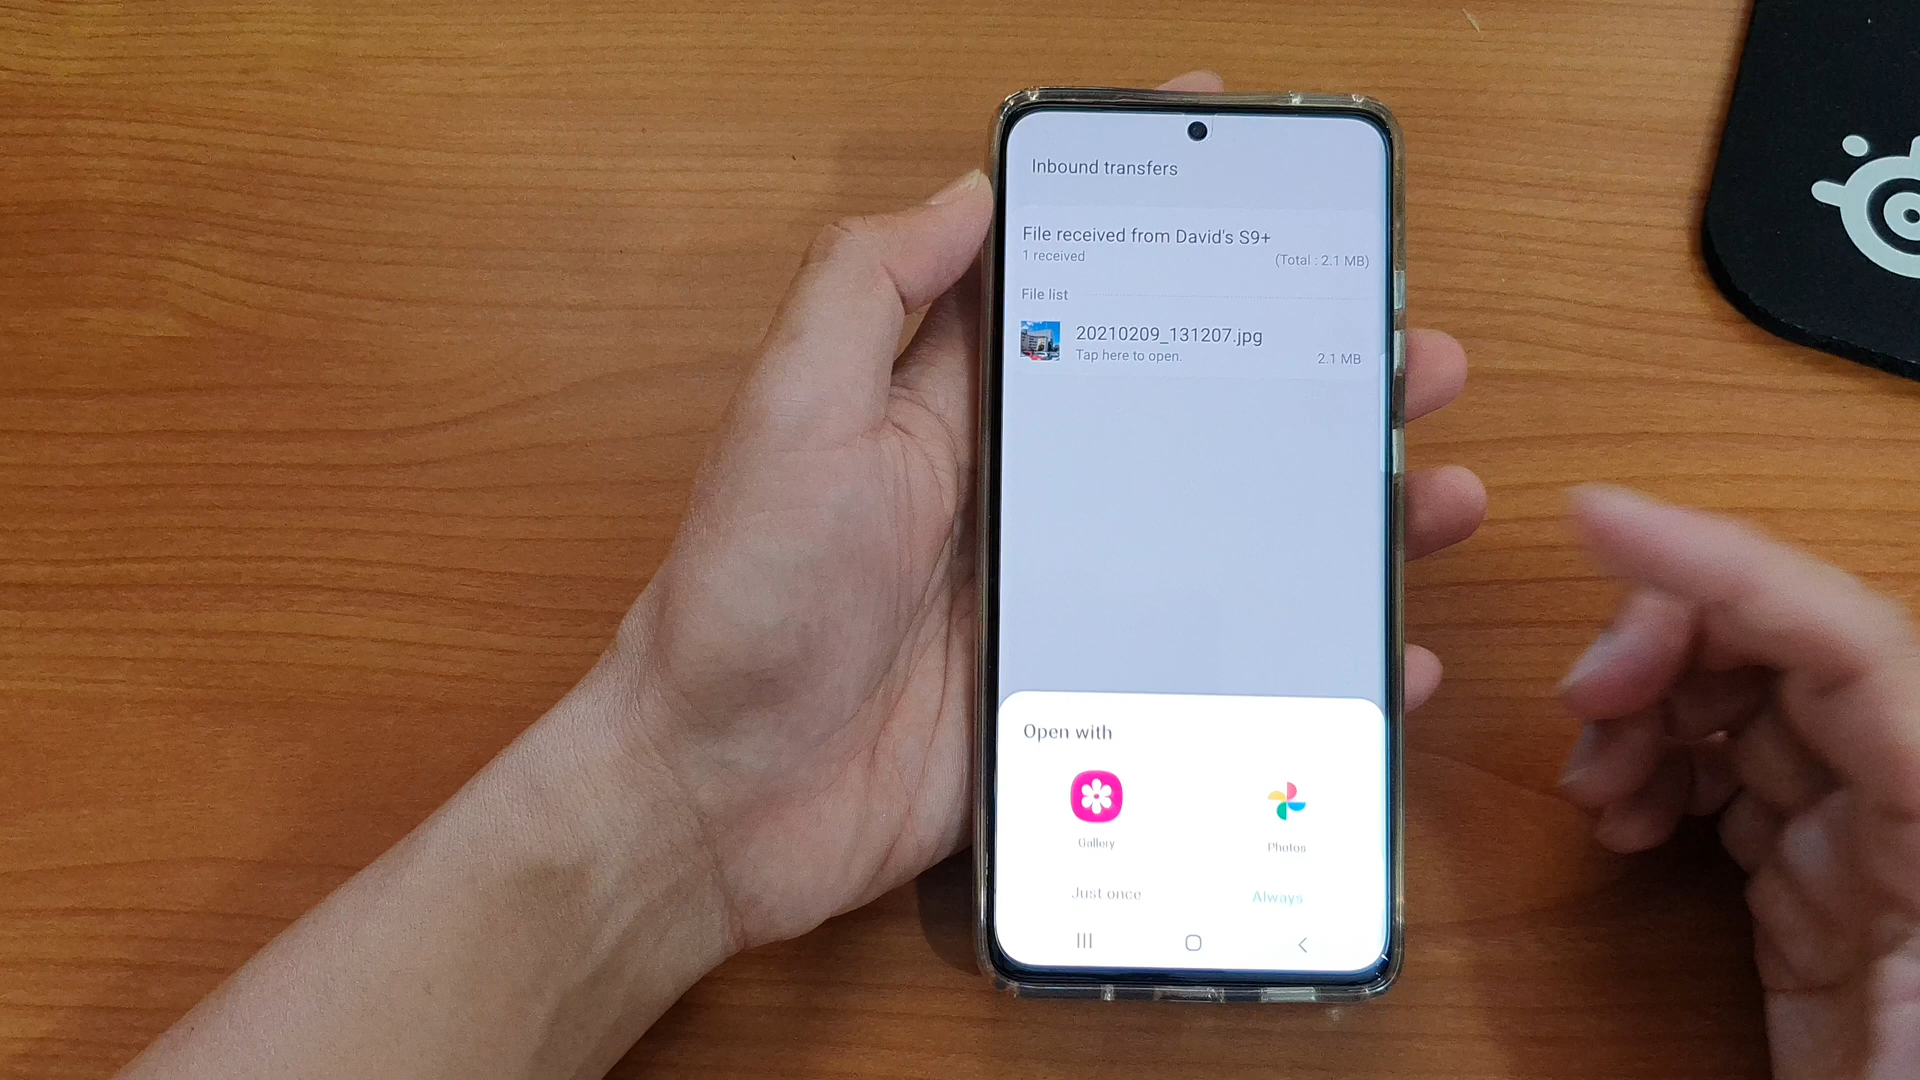 Inbound transfers
File received from David's S9+
1 received
(Total : 2.1 MB)
File list
20210209_131207.jpg
Tap here to open.
2.1 MB
Open with
Gallery
Photos
Just once
Always